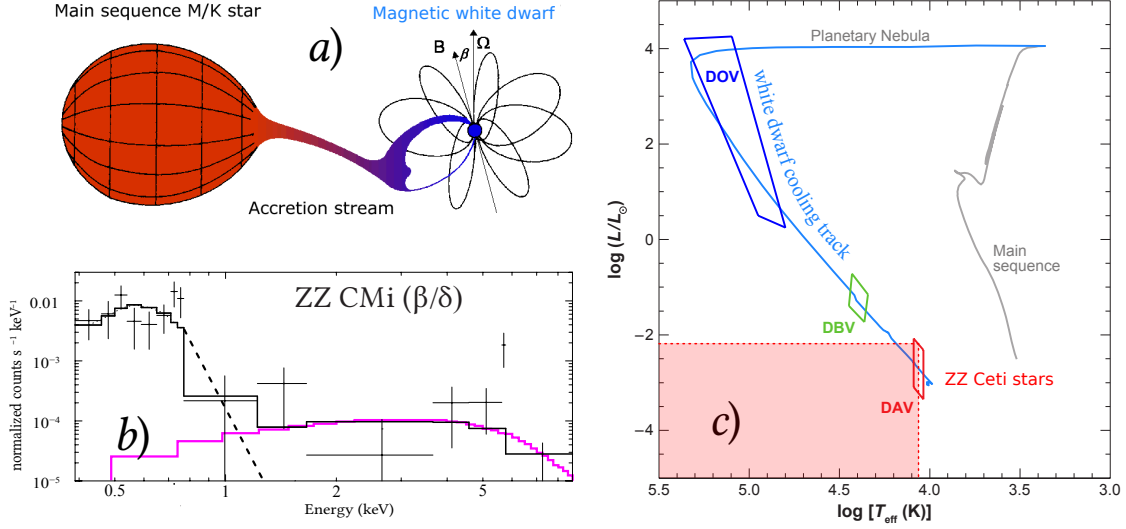 Main sequence M/K star
Magnetic white dwarf
a)
B
β
Ω
Accretion stream
ZZ CMi (β/δ)
normalized counts s⁻¹ keV⁻¹
0.01
10⁻³
10⁻⁴
10⁻⁵
b)
0.5
1
2
5
Energy (keV)
Planetary Nebula
DOV
white dwarf cooling track
Main
sequence
DBV
ZZ Ceti stars
DAV
c)
log (L/L⊙)
4
2
0
−2
−4
5.5
5.0
4.5
4.0
3.5
3.0
log [Teff (K)]